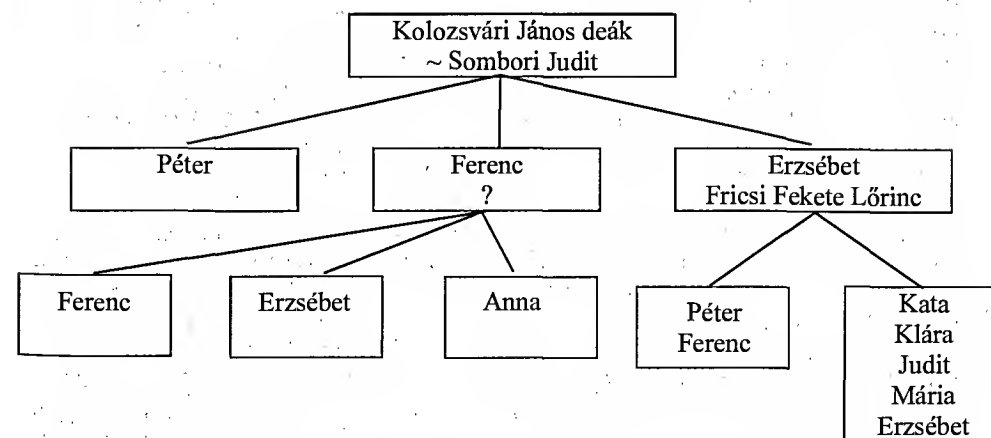 Kolozsvári János deák
~ Sombori Judit
Péter
Ferenc
?
Erzsébet
Fricsi Fekete Lőrinc
Ferenc
Erzsébet
Anna
Péter
Ferenc
Kata
Klára
Judit
Mária
Erzsébet